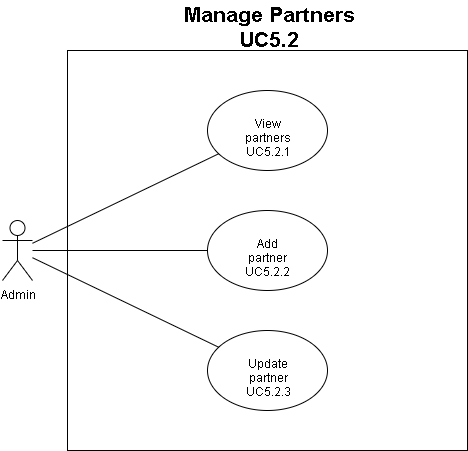 Manage Partners
UC5.2
View
partners
UC5.2.1
Add
partner
UC5.2.2
Admin
Update
partner
UC5.2.3